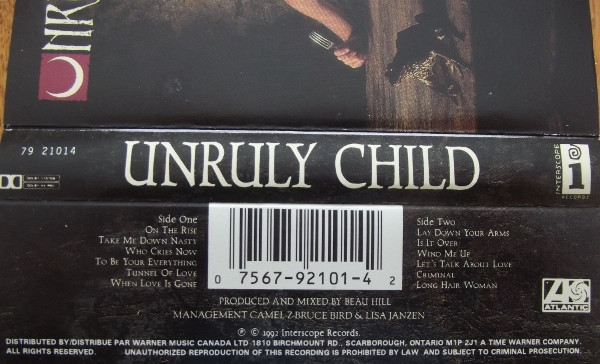 UNR
79 21014
UNRULY CHILD
INTERSCOPE
RECORDS
Side One
ON THE RISE
TAKE ME DOWN NASTY
WHO CRIES NOW
TO BE YOUR EVERYTHING
TUNNEL OF LOVE
WHEN LOVE IS GONE
0 7567-92101-4 2
Side Two
LAY DOWN YOUR ARMS
IS IT OVER
WIND ME UP
LET'S TALK ABOUT LOVE
CRIMINAL
LONG HAIR WOMAN
ATLANTIC
PRODUCED AND MIXED BY BEAU HILL
MANAGEMENT CAMEL Z-BRUCE BIRD & LISA JANZEN
℗ © 1992 Interscope Records.
DISTRIBUTED BY/DISTRIBUE PAR WARNER MUSIC CANADA LTD 1810 BIRCHMOUNT RD., SCARBOROUGH, ONTARIO M1P 2J1 A TIME WARNER COMPANY.
ALL RIGHTS RESERVED. UNAUTHORIZED REPRODUCTION OF THIS RECORDING IS PROHIBITED BY LAW AND SUBJECT TO CRIMINAL PROSECUTION.